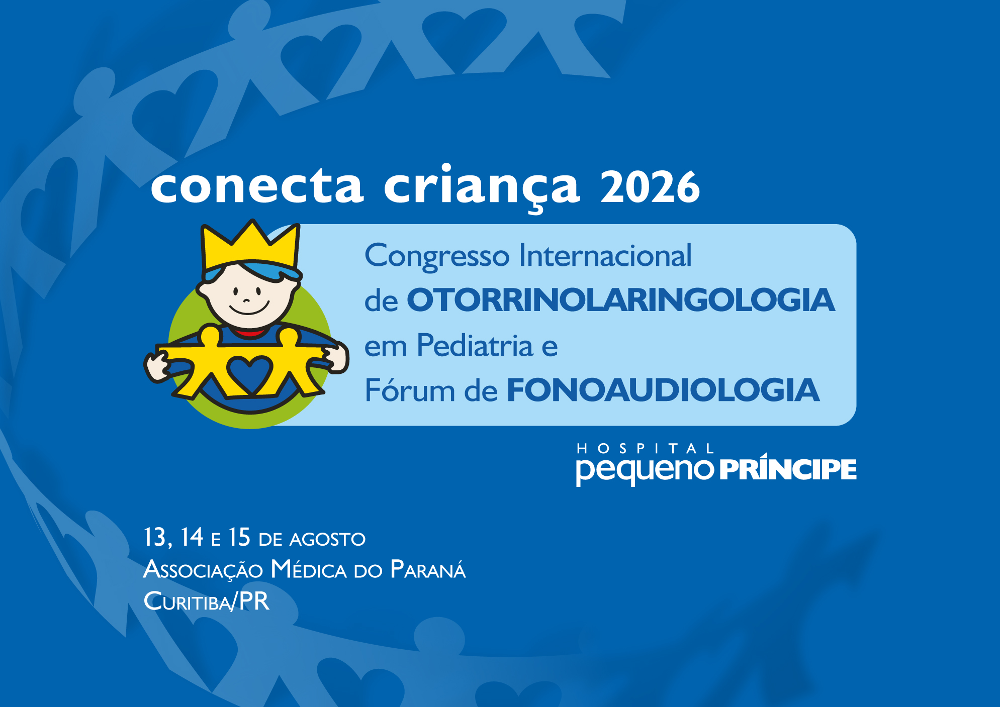 conecta criança 2026
Congresso Internacional
de OTORRINOLARINGOLOGIA
em Pediatria e
Fórum de FONOAUDIOLOGIA
HOSPITAL
pequeno PRÍNCIPE
13, 14 E 15 DE AGOSTO
ASSOCIAÇÃO MÉDICA DO PARANÁ
CURITIBA/PR